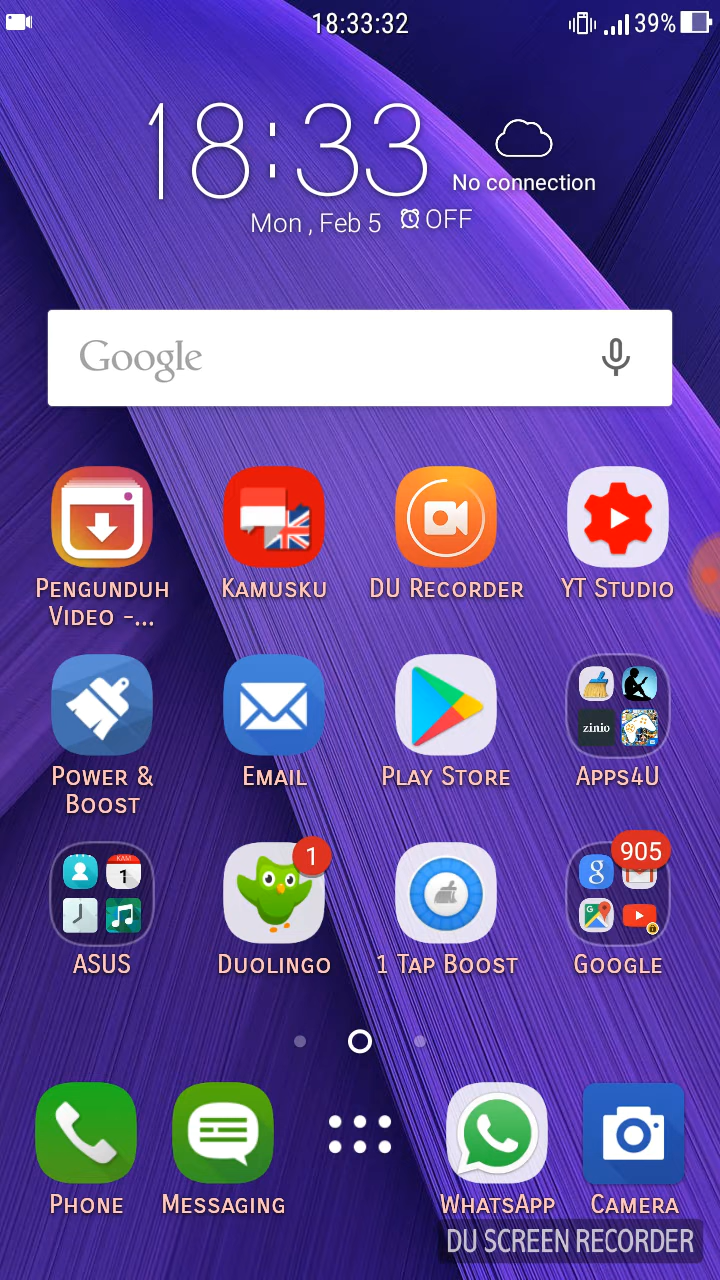 18:33:32
39%
18:33
No connection
Mon , Feb 5
OFF
Google
PENGUNDUH
VIDEO -...
KAMUSKU
DU RECORDER
YT STUDIO
POWER &
BOOST
EMAIL
PLAY STORE
zinio
APPS4U
KAM
1
ASUS
1
DUOLINGO
1 TAP BOOST
905
g
G
GOOGLE
PHONE
MESSAGING
WHATSAPP
CAMERA
DU SCREEN RECORDER